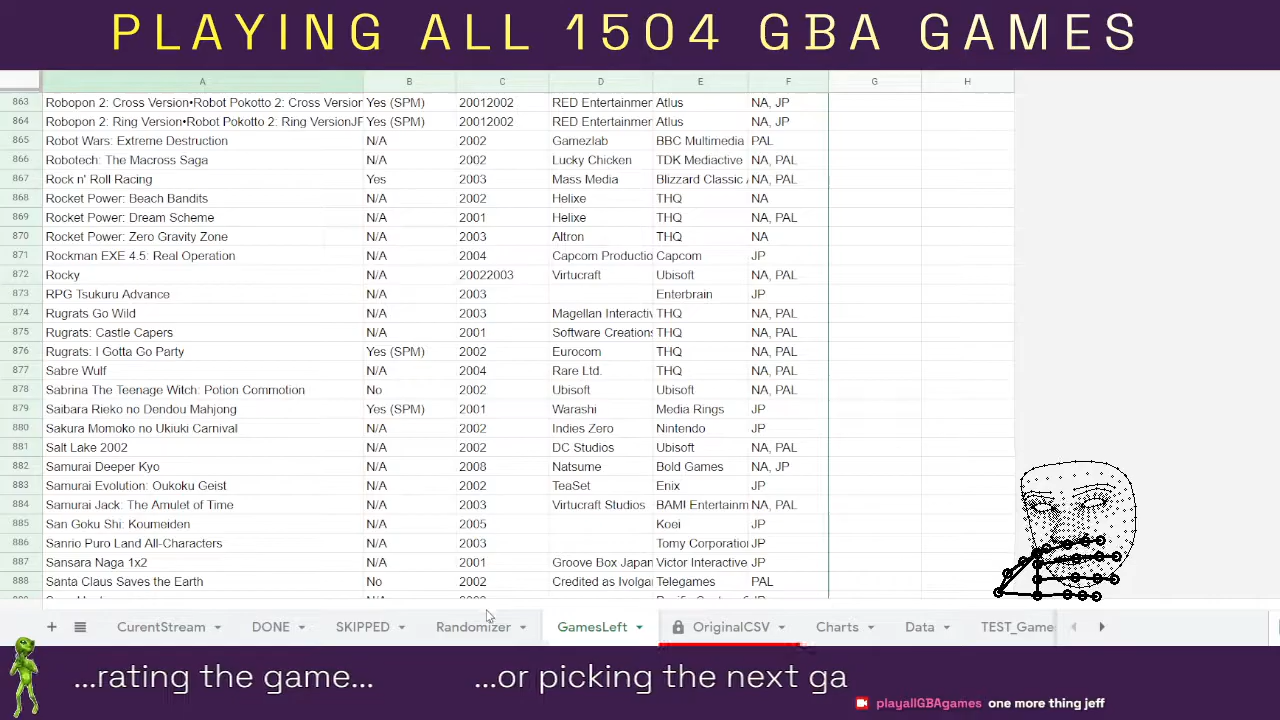 PLAYING ALL 1504 GBA GAMES
A B C D E F G H
863 Robopon 2: Cross Version•Robot Pokotto 2: Cross Version Yes (SPM) 20012002 RED Entertainmen Atlus NA, JP
864 Robopon 2: Ring Version•Robot Pokotto 2: Ring VersionJF Yes (SPM) 20012002 RED Entertainmen Atlus NA, JP
865 Robot Wars: Extreme Destruction N/A 2002 Gamezlab BBC Multimedia PAL
866 Robotech: The Macross Saga N/A 2002 Lucky Chicken TDK Mediactive NA, PAL
867 Rock n' Roll Racing Yes 2003 Mass Media Blizzard Classic A NA, PAL
868 Rocket Power: Beach Bandits N/A 2002 Helixe THQ NA
869 Rocket Power: Dream Scheme N/A 2001 Helixe THQ NA, PAL
870 Rocket Power: Zero Gravity Zone N/A 2003 Altron THQ NA
871 Rockman EXE 4.5: Real Operation N/A 2004 Capcom Productio Capcom JP
872 Rocky N/A 20022003 Virtucraft Ubisoft NA, PAL
873 RPG Tsukuru Advance N/A 2003 Enterbrain JP
874 Rugrats Go Wild N/A 2003 Magellan Interactiv THQ NA, PAL
875 Rugrats: Castle Capers N/A 2001 Software Creations THQ NA, PAL
876 Rugrats: I Gotta Go Party Yes (SPM) 2002 Eurocom THQ NA, PAL
877 Sabre Wulf N/A 2004 Rare Ltd. THQ NA, PAL
878 Sabrina The Teenage Witch: Potion Commotion No 2002 Ubisoft Ubisoft NA, PAL
879 Saibara Rieko no Dendou Mahjong Yes (SPM) 2001 Warashi Media Rings JP
880 Sakura Momoko no Ukiuki Carnival N/A 2002 Indies Zero Nintendo JP
881 Salt Lake 2002 N/A 2002 DC Studios Ubisoft NA, PAL
882 Samurai Deeper Kyo N/A 2008 Natsume Bold Games NA, JP
883 Samurai Evolution: Oukoku Geist N/A 2002 TeaSet Enix JP
884 Samurai Jack: The Amulet of Time N/A 2003 Virtucraft Studios BAM! Entertainm NA, PAL
885 San Goku Shi: Koumeiden N/A 2005 Koei JP
886 Sanrio Puro Land All-Characters N/A 2003 Tomy Corporation JP
887 Sansara Naga 1x2 N/A 2001 Groove Box Japan Victor Interactive JP
888 Santa Claus Saves the Earth No 2002 Credited as Ivolga Telegames PAL
CurentStream DONE SKIPPED Randomizer GamesLeft OriginalCSV Charts Data TEST_Game
...rating the game... ...or picking the next ga
playallGBAgames one more thing jeff